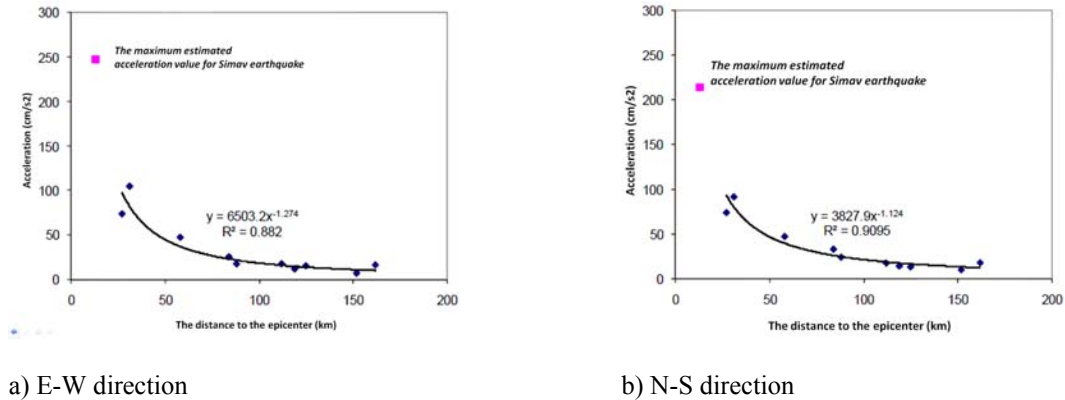 300
250
200
150
100
50
0
Acceleration (cm/s2)
The maximum estimated
acceleration value for Simav earthquake
y = 6503.2x-1.274
R² = 0.882
0 50 100 150 200
The distance to the epicenter (km)
a) E-W direction
300
250
200
150
100
50
0
Acceleration (cm/s2)
The maximum estimated
acceleration value for Simav earthquake
y = 3827.9x-1.124
R² = 0.9095
0 50 100 150 200
The distance to the epicenter (km)
b) N-S direction